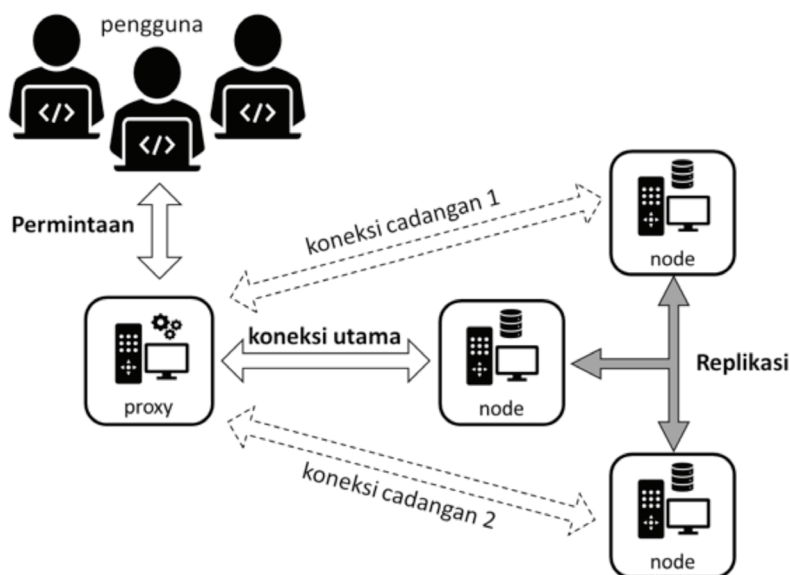 pengguna
</>
</>
</>
Permintaan
koneksi cadangan 1
node
koneksi utama
Replikasi
proxy
node
koneksi cadangan 2
node